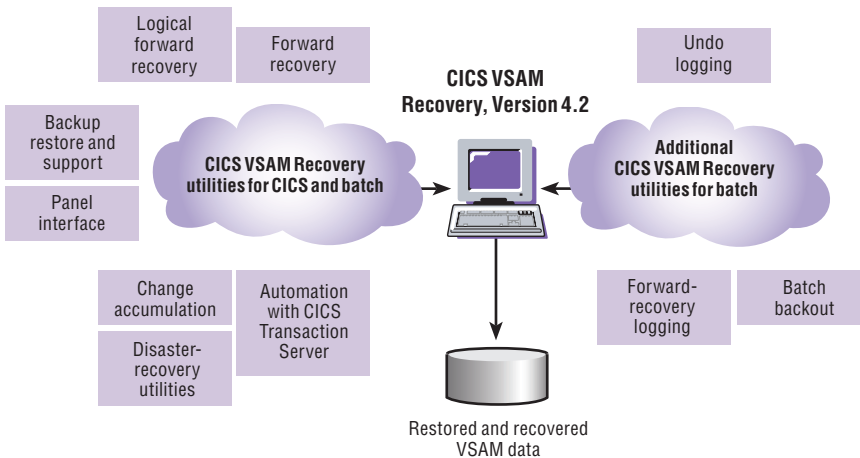 Logical
forward
recovery
Forward
recovery
Undo
logging
CICS VSAM
Recovery, Version 4.2
Backup
restore and
support
Panel
interface
CICS VSAM Recovery
utilities for CICS and batch
Additional
CICS VSAM Recovery
utilities for batch
Change
accumulation
Disaster-
recovery
utilities
Automation
with CICS
Transaction
Server
Forward-
recovery
logging
Batch
backout
Restored and recovered
VSAM data